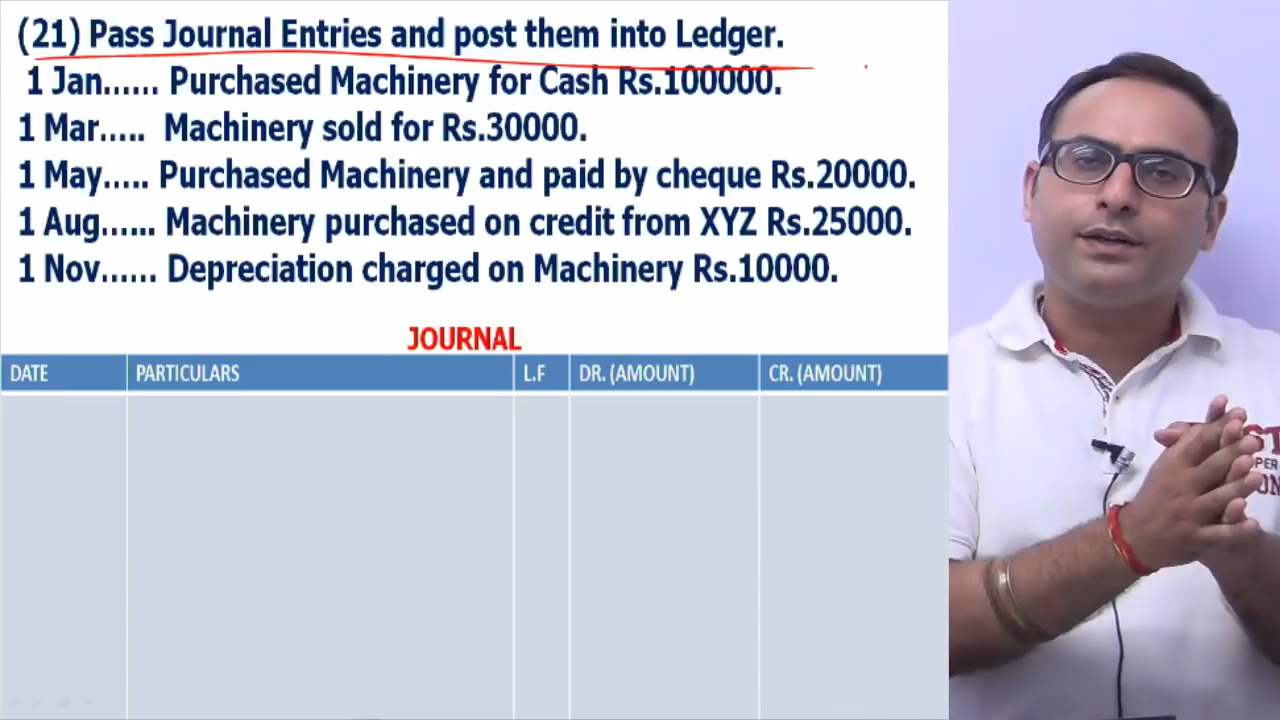 (21) Pass Journal Entries and post them into Ledger.
1 Jan...... Purchased Machinery for Cash Rs.100000.
1 Mar..... Machinery sold for Rs.30000.
1 May..... Purchased Machinery and paid by cheque Rs.20000.
1 Aug...... Machinery purchased on credit from XYZ Rs.25000.
1 Nov...... Depreciation charged on Machinery Rs.10000.
JOURNAL
DATE PARTICULARS L.F DR. (AMOUNT) CR. (AMOUNT)